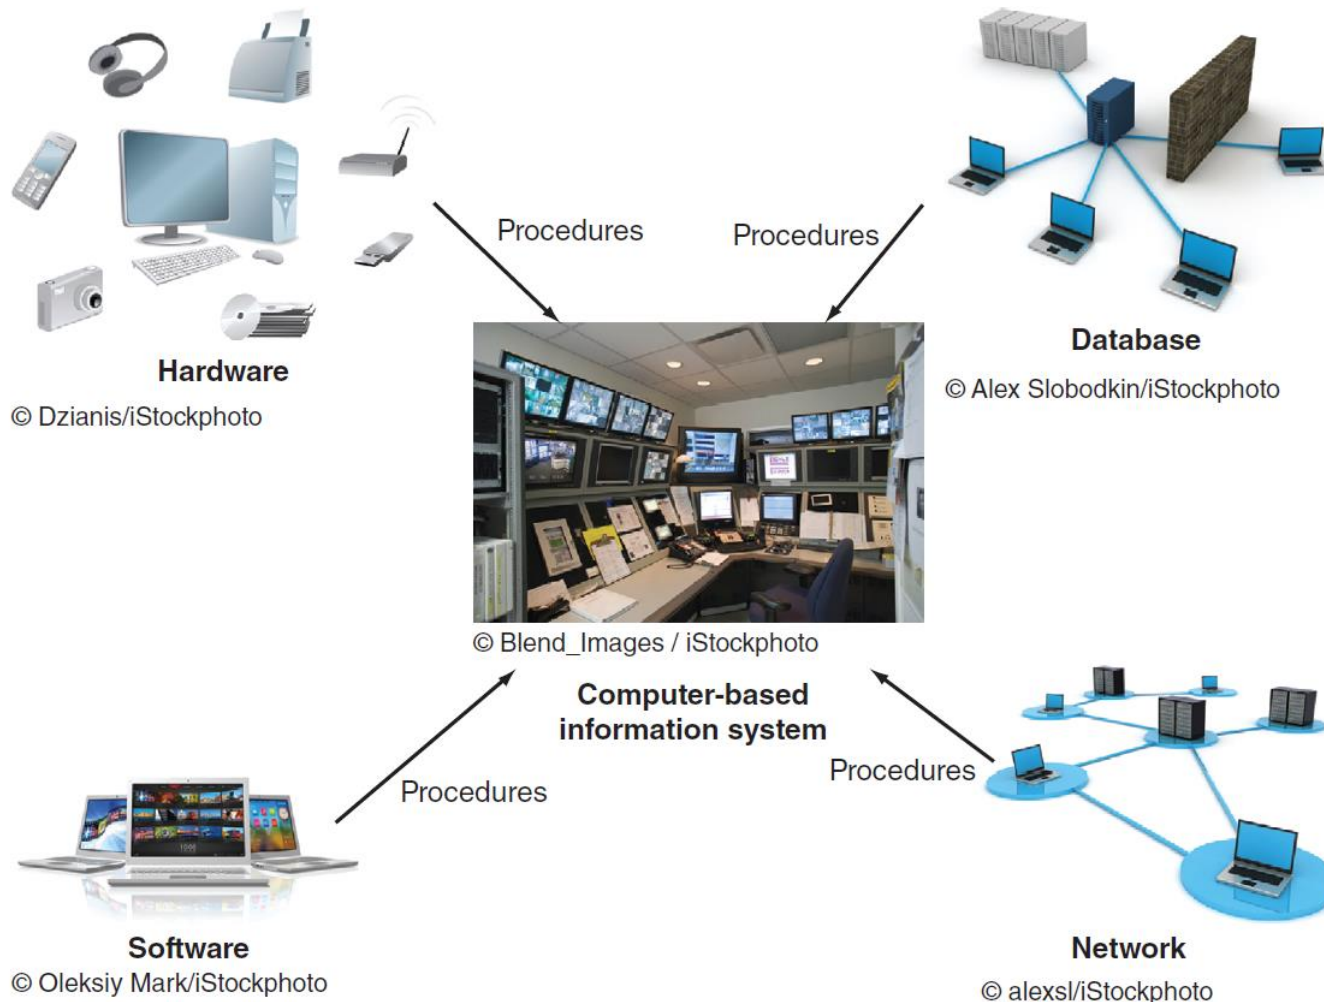 Procedures
Procedures
Hardware
© Dzianis/iStockphoto
Database
© Alex Slobodkin/iStockphoto
© Blend_Images / iStockphoto
Computer-based
information system
Procedures
Procedures
Software
© Oleksiy Mark/iStockphoto
Network
© alexsl/iStockphoto